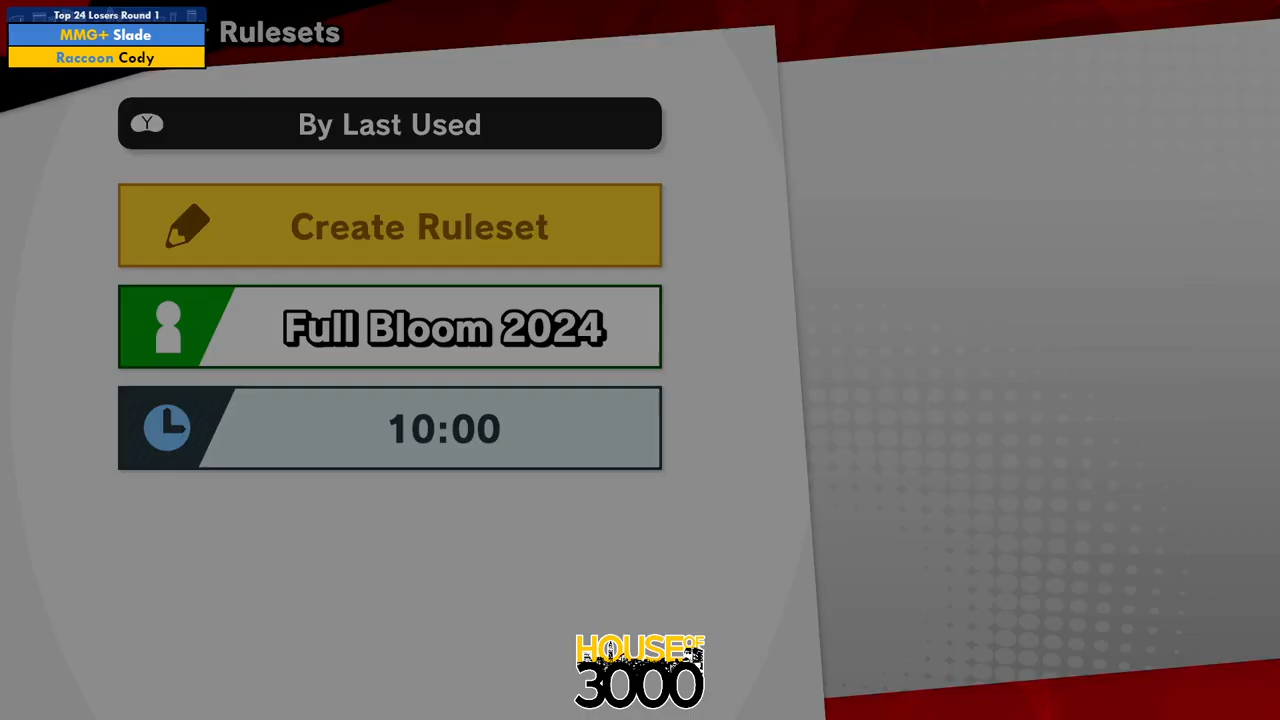 Top 24 Losers Round 1
MMG+ Slade
Raccoon Cody
Rulesets
Y
By Last Used
Create Ruleset
Full Bloom 2024
10:00
HOUSE OF
3000